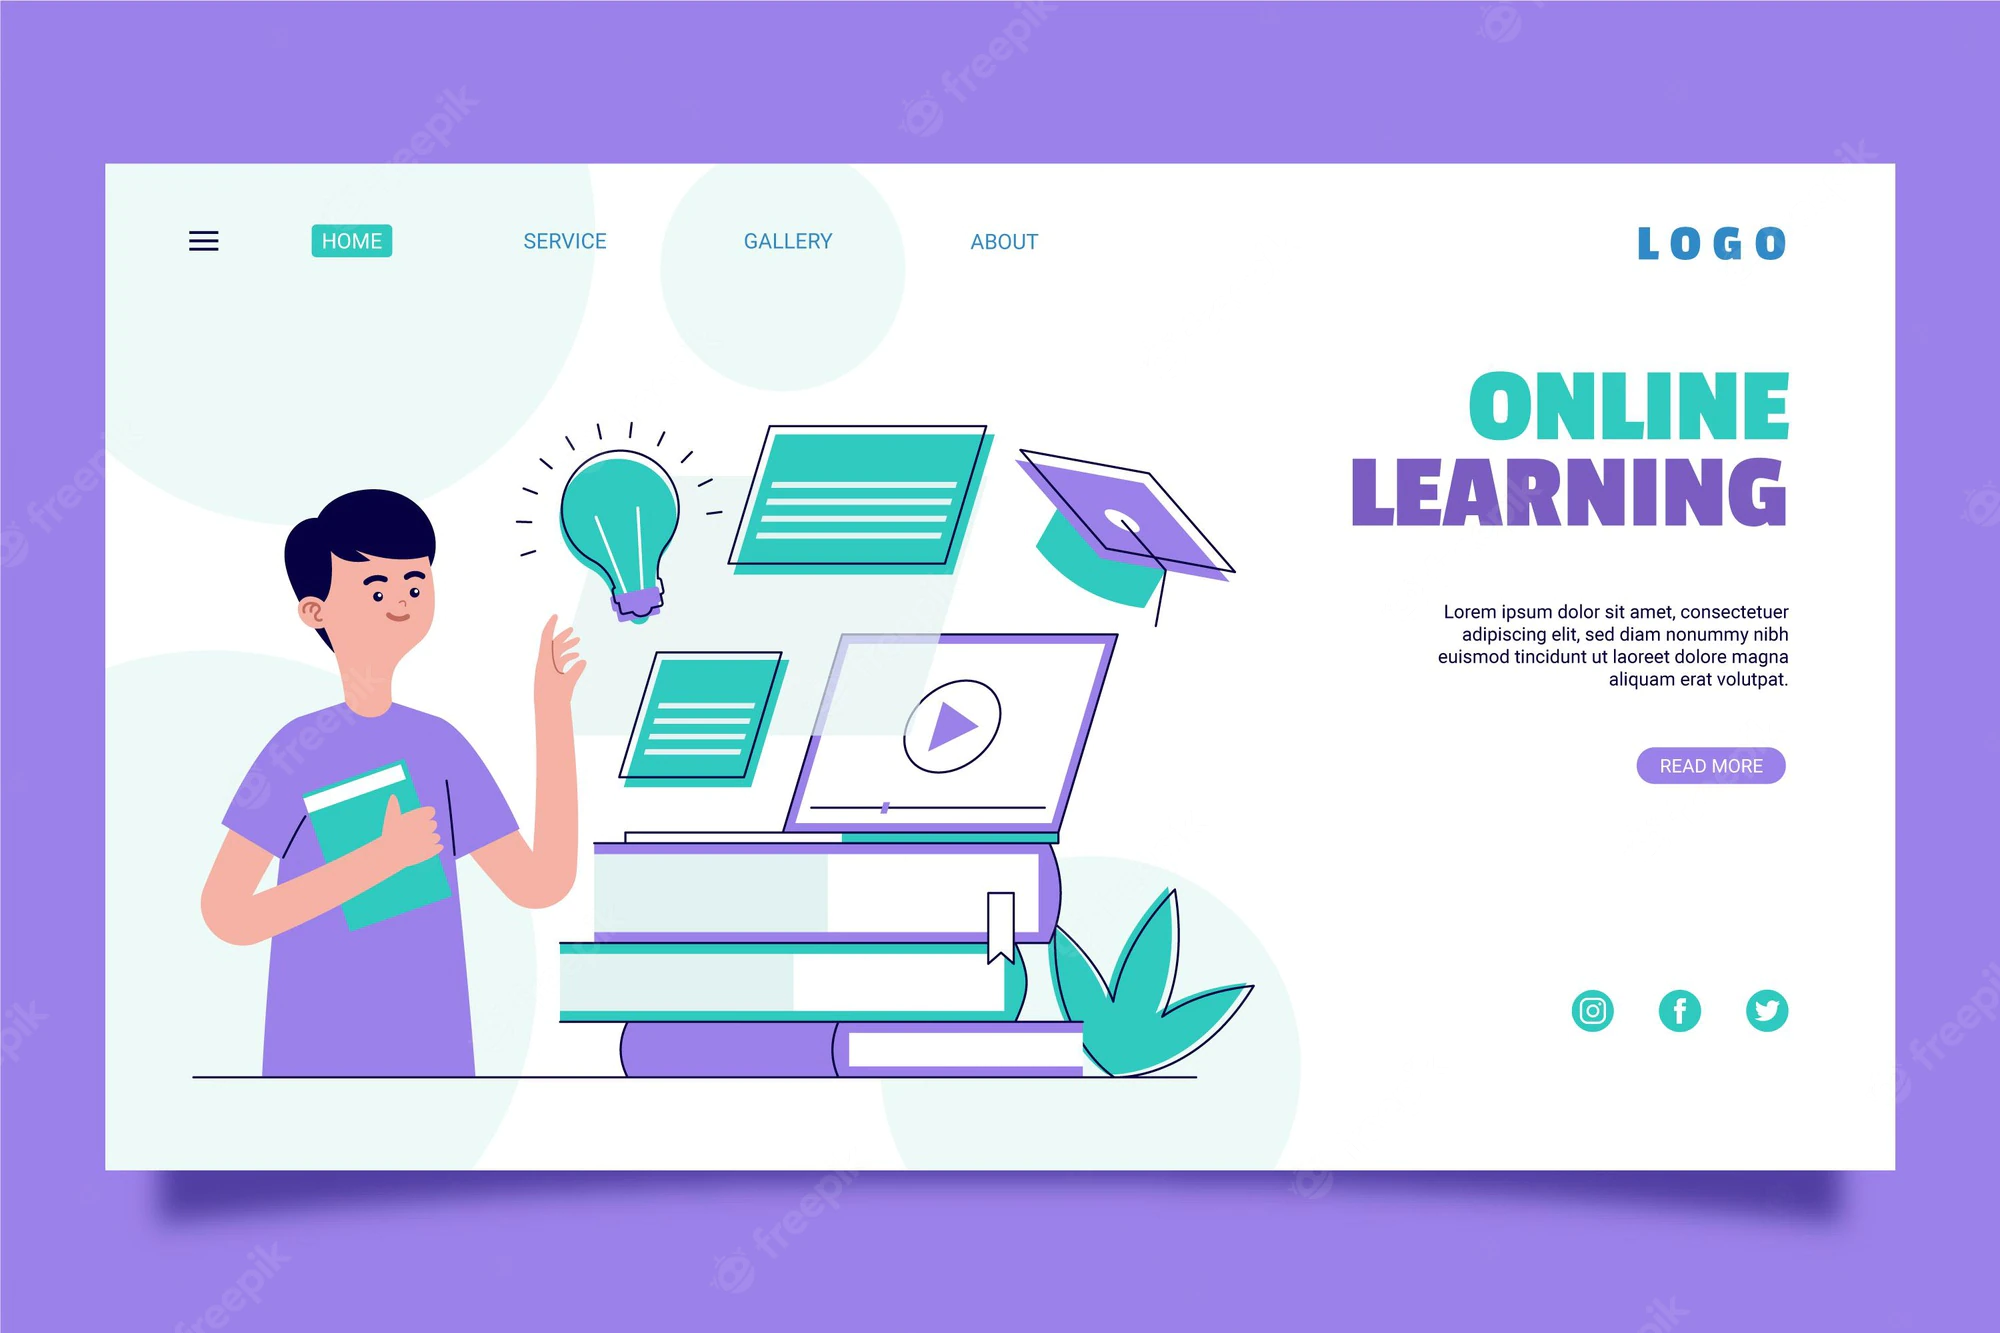 HOME SERVICE GALLERY ABOUT LOGO
ONLINE
LEARNING
Lorem ipsum dolor sit amet, consectetuer
adipiscing elit, sed diam nonummy nibh
euismod tincidunt ut laoreet dolore magna
aliquam erat volutpat.
READ MORE
freepik